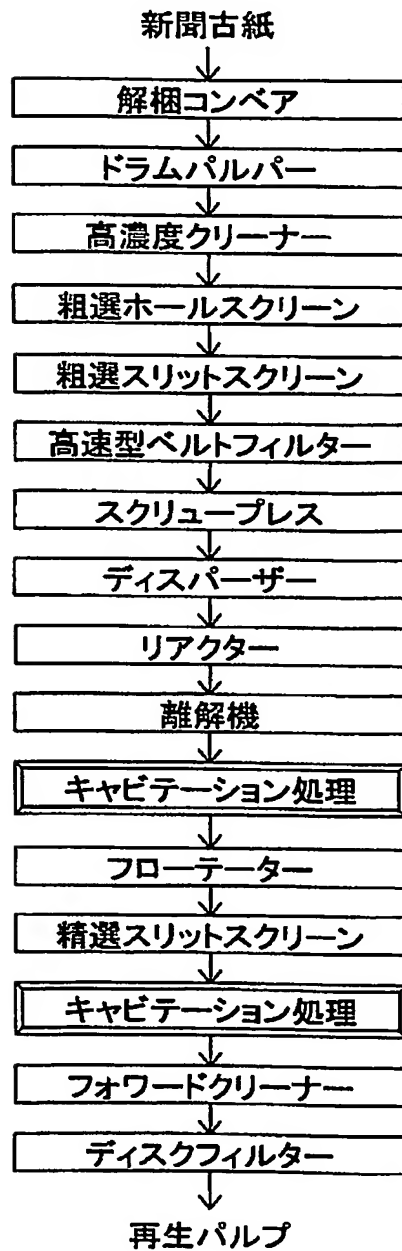 新聞古紙
解梱コンベア
ドラムパルパー
高濃度クリーナー
粗選ホールスクリーン
粗選スリットスクリーン
高速型ベルトフィルター
スクリュープレス
ディスパーザー
リアクター
離解機
キャビテーション処理
フローテーター
精選スリットスクリーン
キャビテーション処理
フォワードクリーナー
ディスクフィルター
再生パルプ